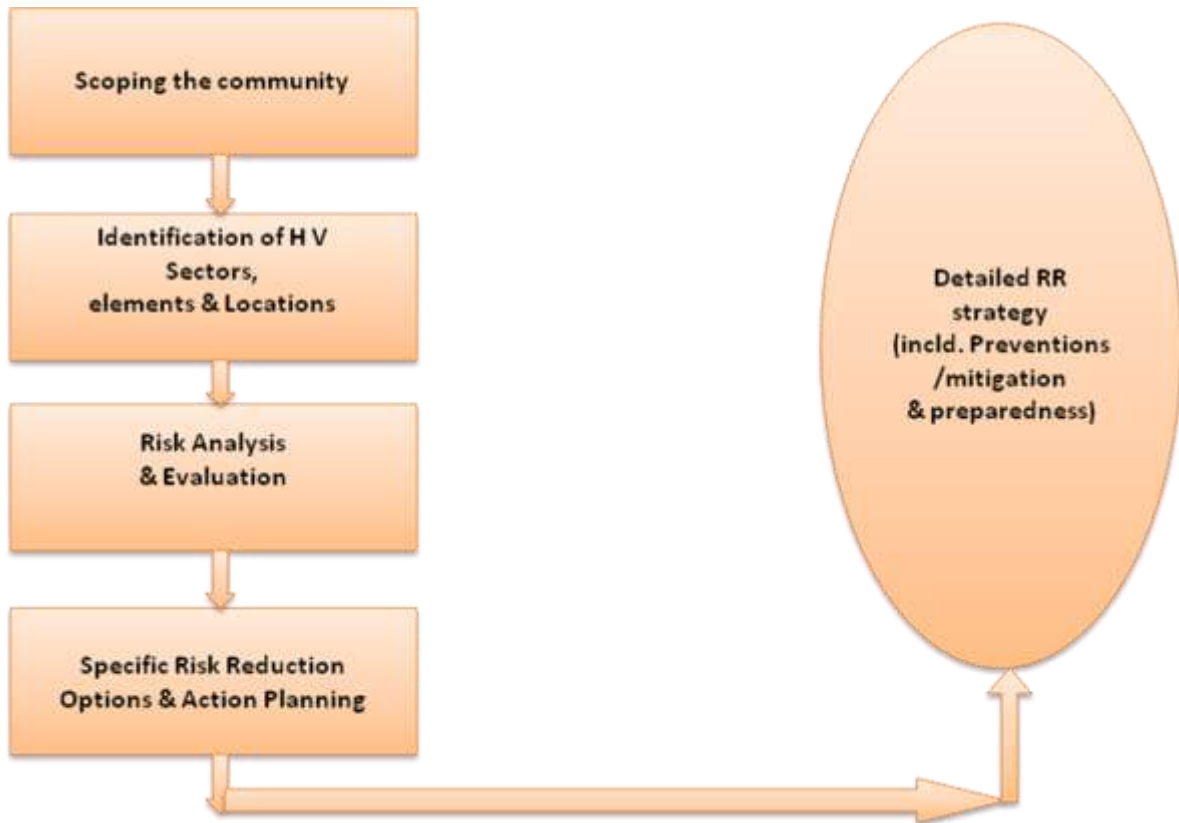 Scoping the community
Identification of H V
Sectors,
elements & Locations
Risk Analysis
& Evaluation
Specific Risk Reduction
Options & Action Planning
Detailed RR
strategy
(incld. Preventions
/mitigation
& preparedness)